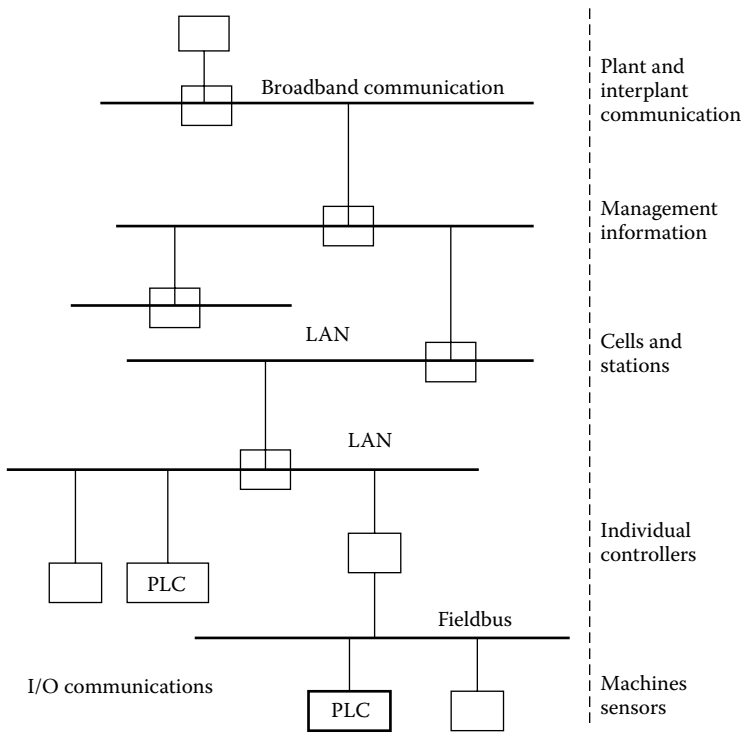 Broadband communication
Plant and
interplant
communication
Management
information
LAN
Cells and
stations
LAN
PLC
Individual
controllers
Fieldbus
I/O communications
PLC
Machines
sensors